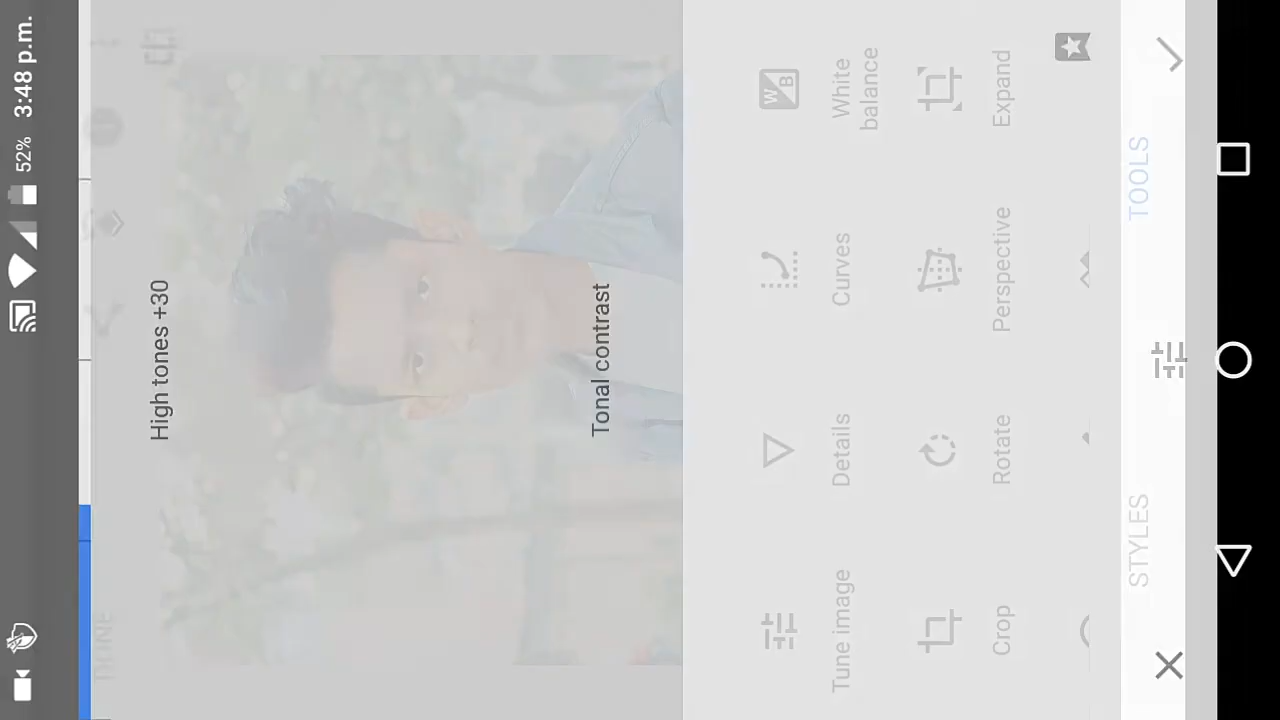 52% 3:48 p.m.
DONE
High tones +30
Tonal contrast
Tune image
Details
Curves
White
balance
Crop
Rotate
Perspective
Expand
STYLES
TOOLS